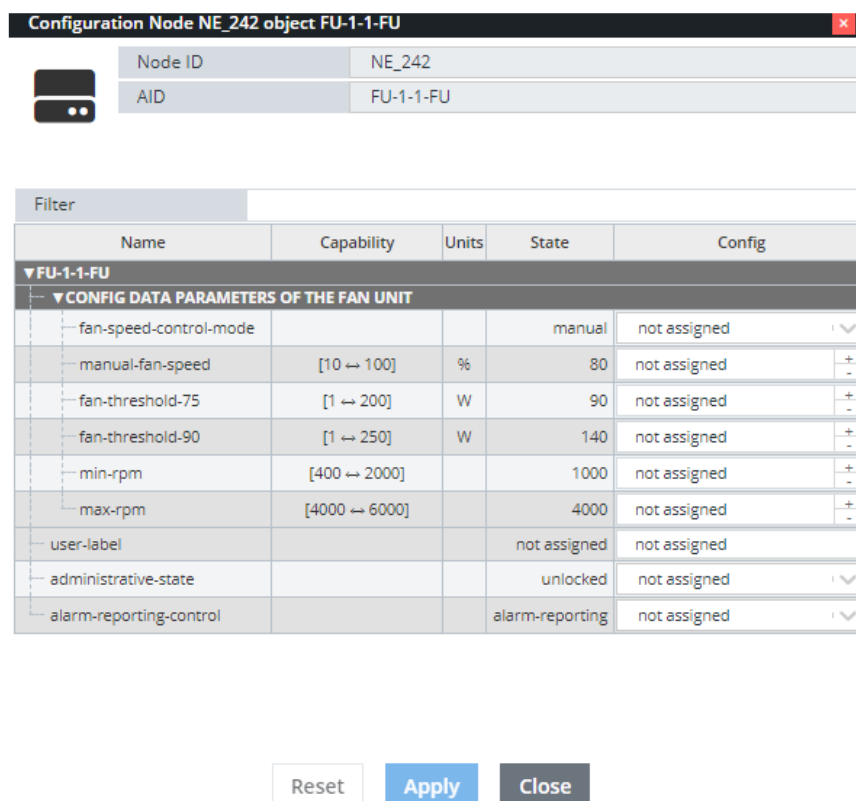 Configuration Node NE_242 object FU-1-1-FU ×
Node ID NE_242
AID FU-1-1-FU
Filter
Name Capability Units State Config
▼FU-1-1-FU
▼CONFIG DATA PARAMETERS OF THE FAN UNIT
fan-speed-control-mode manual not assigned
manual-fan-speed [10 ↔ 100] % 80 not assigned + -
fan-threshold-75 [1 ↔ 200] W 90 not assigned + -
fan-threshold-90 [1 ↔ 250] W 140 not assigned + -
min-rpm [400 ↔ 2000] 1000 not assigned + -
max-rpm [4000 ↔ 6000] 4000 not assigned + -
user-label not assigned not assigned
administrative-state unlocked not assigned
alarm-reporting-control alarm-reporting not assigned
Reset Apply Close